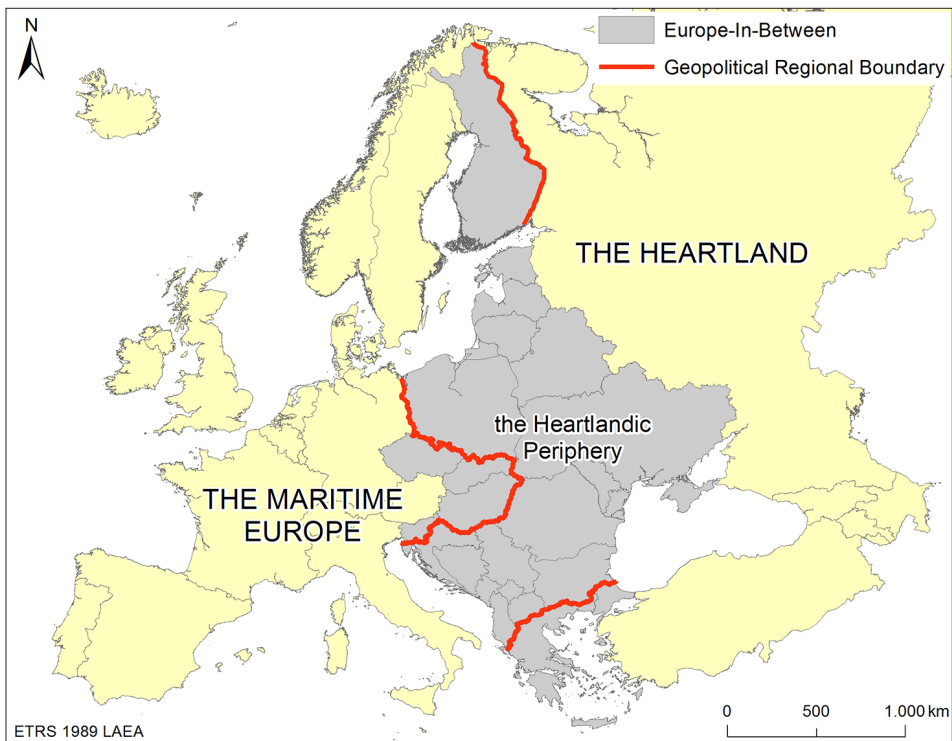 N
Europe-In-Between
Geopolitical Regional Boundary
THE HEARTLAND
the Heartlandic
Periphery
THE MARITIME
EUROPE
0 500 1.000 km
ETRS 1989 LAEA